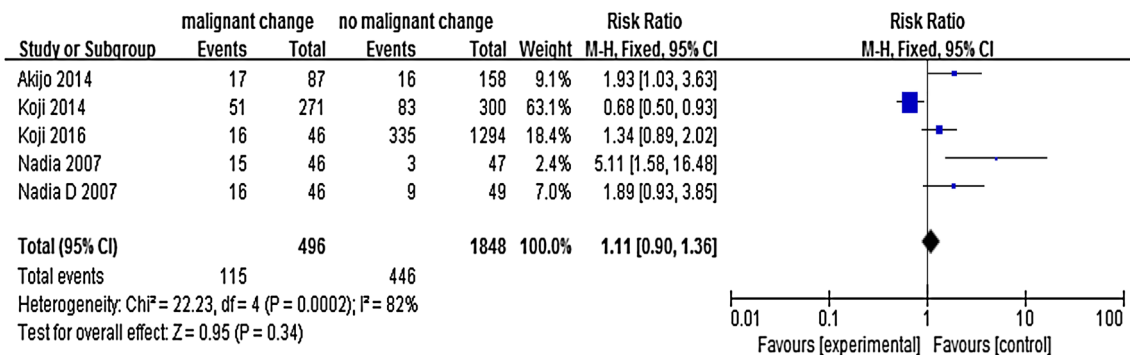 malignant change no malignant change Risk Ratio Risk Ratio
Study or Subgroup Events Total Events Total Weight M-H, Fixed, 95% CI M-H, Fixed, 95% CI
Akijo 2014 17 87 16 158 9.1% 1.93 [1.03, 3.63]
Koji 2014 51 271 83 300 63.1% 0.68 [0.50, 0.93]
Koji 2016 16 46 335 1294 18.4% 1.34 [0.89, 2.02]
Nadia 2007 15 46 3 47 2.4% 5.11 [1.58, 16.48]
Nadia D 2007 16 46 9 49 7.0% 1.89 [0.93, 3.85]
Total (95% CI) 496 1848 100.0% 1.11 [0.90, 1.36]
Total events 115 446
Heterogeneity: Chi² = 22.23, df = 4 (P = 0.0002); I² = 82%
Test for overall effect: Z = 0.95 (P = 0.34)
0.01 0.1 1 10 100
Favours [experimental] Favours [control]